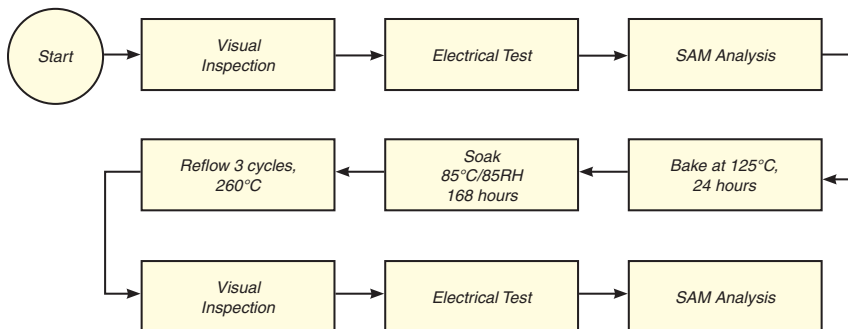 Start
Visual
Inspection
Electrical Test
SAM Analysis
Bake at 125°C,
24 hours
Soak
85°C/85RH
168 hours
Reflow 3 cycles,
260°C
Visual
Inspection
Electrical Test
SAM Analysis